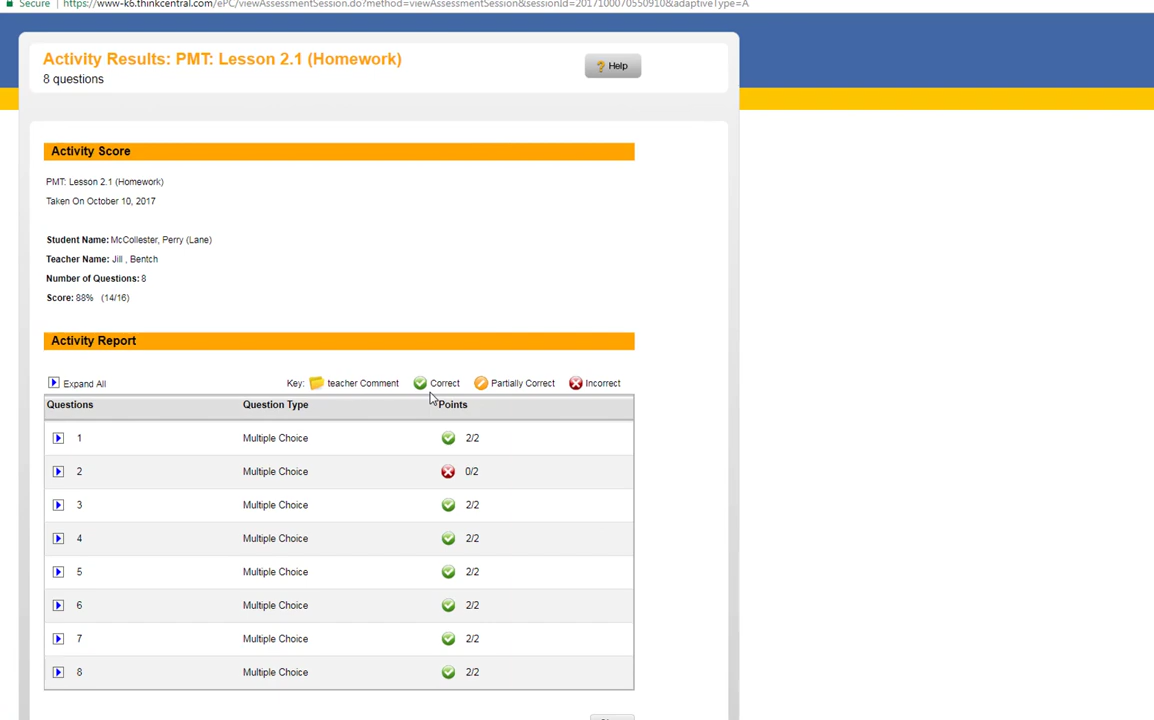 Secure https://www-k6.thinkcentral.com/ePC/viewAssessmentSession.do?method=viewAssessmentSession&sessionId=2017100070550910&adaptiveType=A
Activity Results: PMT: Lesson 2.1 (Homework)
8 questions
Help
Activity Score
PMT: Lesson 2.1 (Homework)
Taken On October 10, 2017
Student Name: McCollester, Perry (Lane)
Teacher Name: Jill , Bentch
Number of Questions: 8
Score: 88% (14/16)
Activity Report
Expand All Key: teacher Comment Correct Partially Correct Incorrect
Questions Question Type Points
1 Multiple Choice 2/2
2 Multiple Choice 0/2
3 Multiple Choice 2/2
4 Multiple Choice 2/2
5 Multiple Choice 2/2
6 Multiple Choice 2/2
7 Multiple Choice 2/2
8 Multiple Choice 2/2